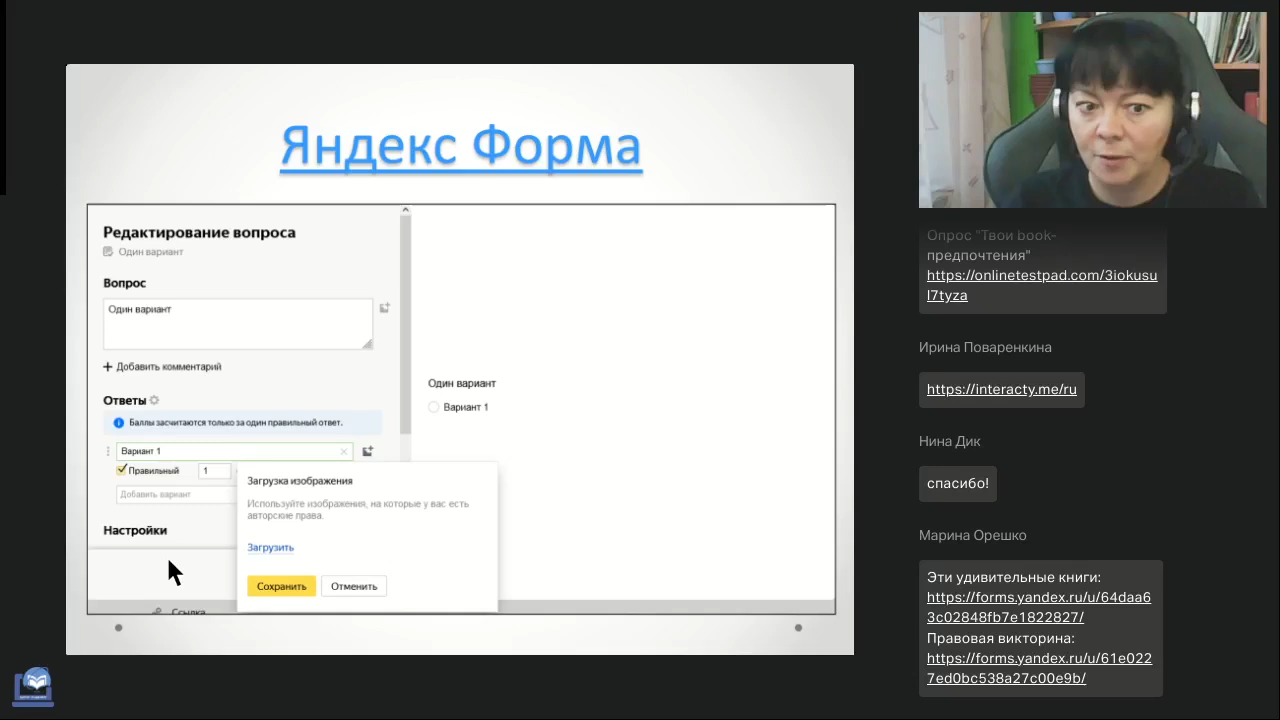 Яндекс Форма
Редактирование вопроса
Один вариант
Вопрос
Один вариант
+ Добавить комментарий
Ответы
Баллы засчитаются только за один правильный ответ.
Вариант 1
Правильный 1
Добавить вариант
Настройки
Загрузка изображения
Используйте изображения, на которые у вас есть
авторские права.
Загрузить
Сохранить Отменить
Ссылка
Один вариант
Вариант 1
Опрос "Твои book-
предпочтения"
https://onlinetestpad.com/3iokusu
l7tyza
Ирина Поваренкина
https://interacty.me/ru
Нина Дик
спасибо!
Марина Орешко
Эти удивительные книги:
https://forms.yandex.ru/u/64daa6
3c02848fb7e1822827/
Правовая викторина:
https://forms.yandex.ru/u/61e022
7ed0bc538a27c00e9b/